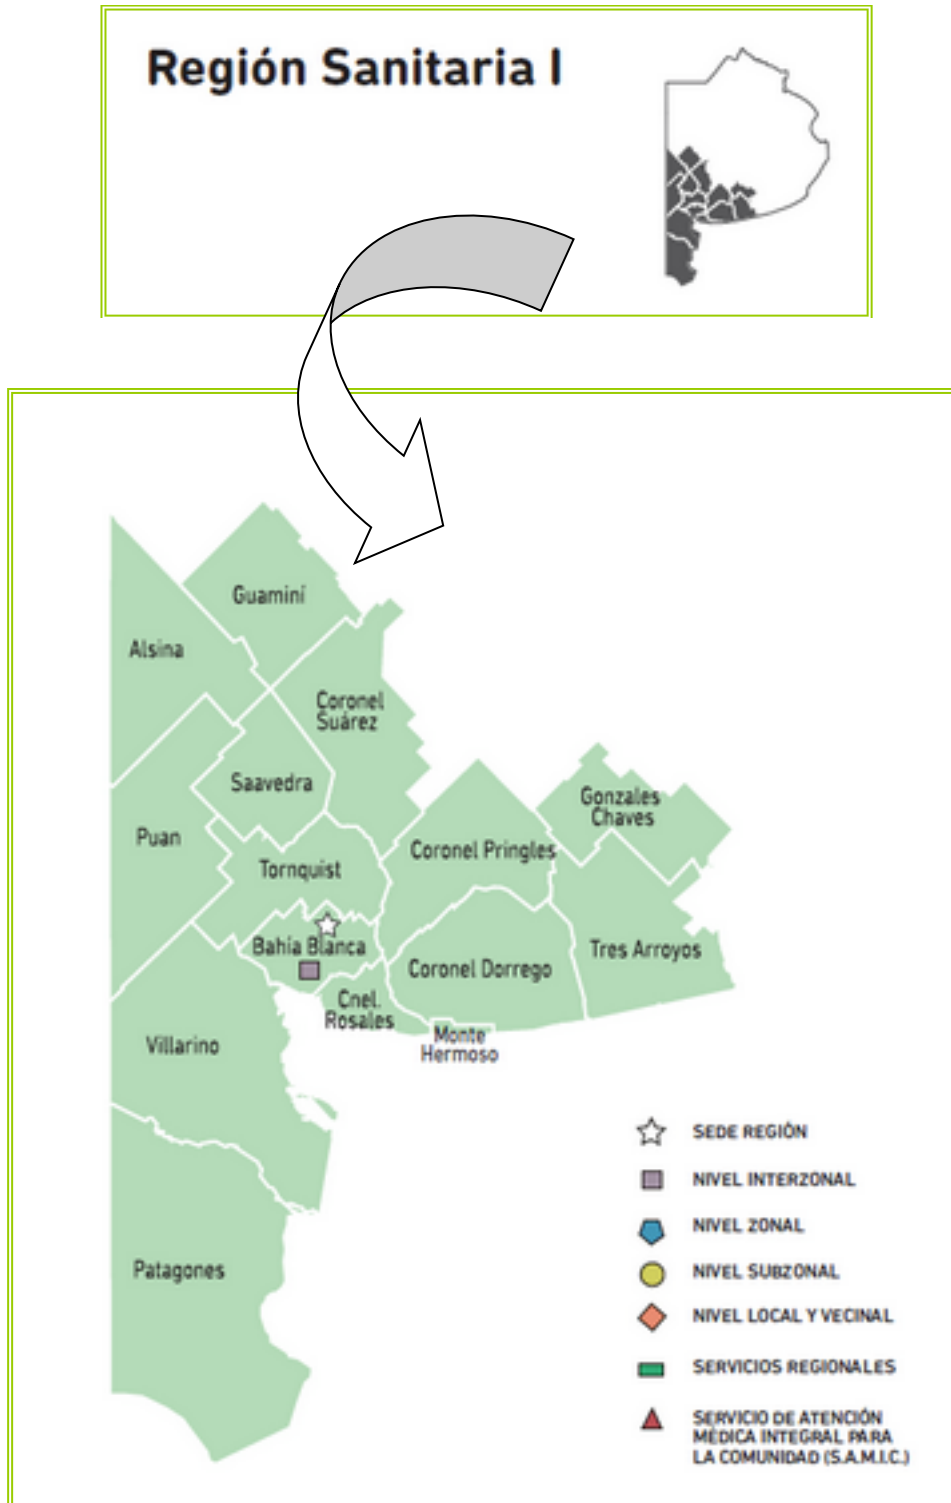 Región Sanitaria I
Guaminí
Alsina
Coronel
Suárez
Saavedra
Gonzales
Chaves
Puan
Coronel Pringles
Tornquist
Bahía Blanca
Tres Arroyos
Coronel Dorrego
Cnel.
Rosales
Monte
Hermoso
Villarino
Patagones
SEDE REGIÓN
NIVEL INTERZONAL
NIVEL ZONAL
NIVEL SUBZONAL
NIVEL LOCAL Y VECINAL
SERVICIOS REGIONALES
SERVICIO DE ATENCIÓN
MÉDICA INTEGRAL PARA
LA COMUNIDAD (S.A.M.I.C.)